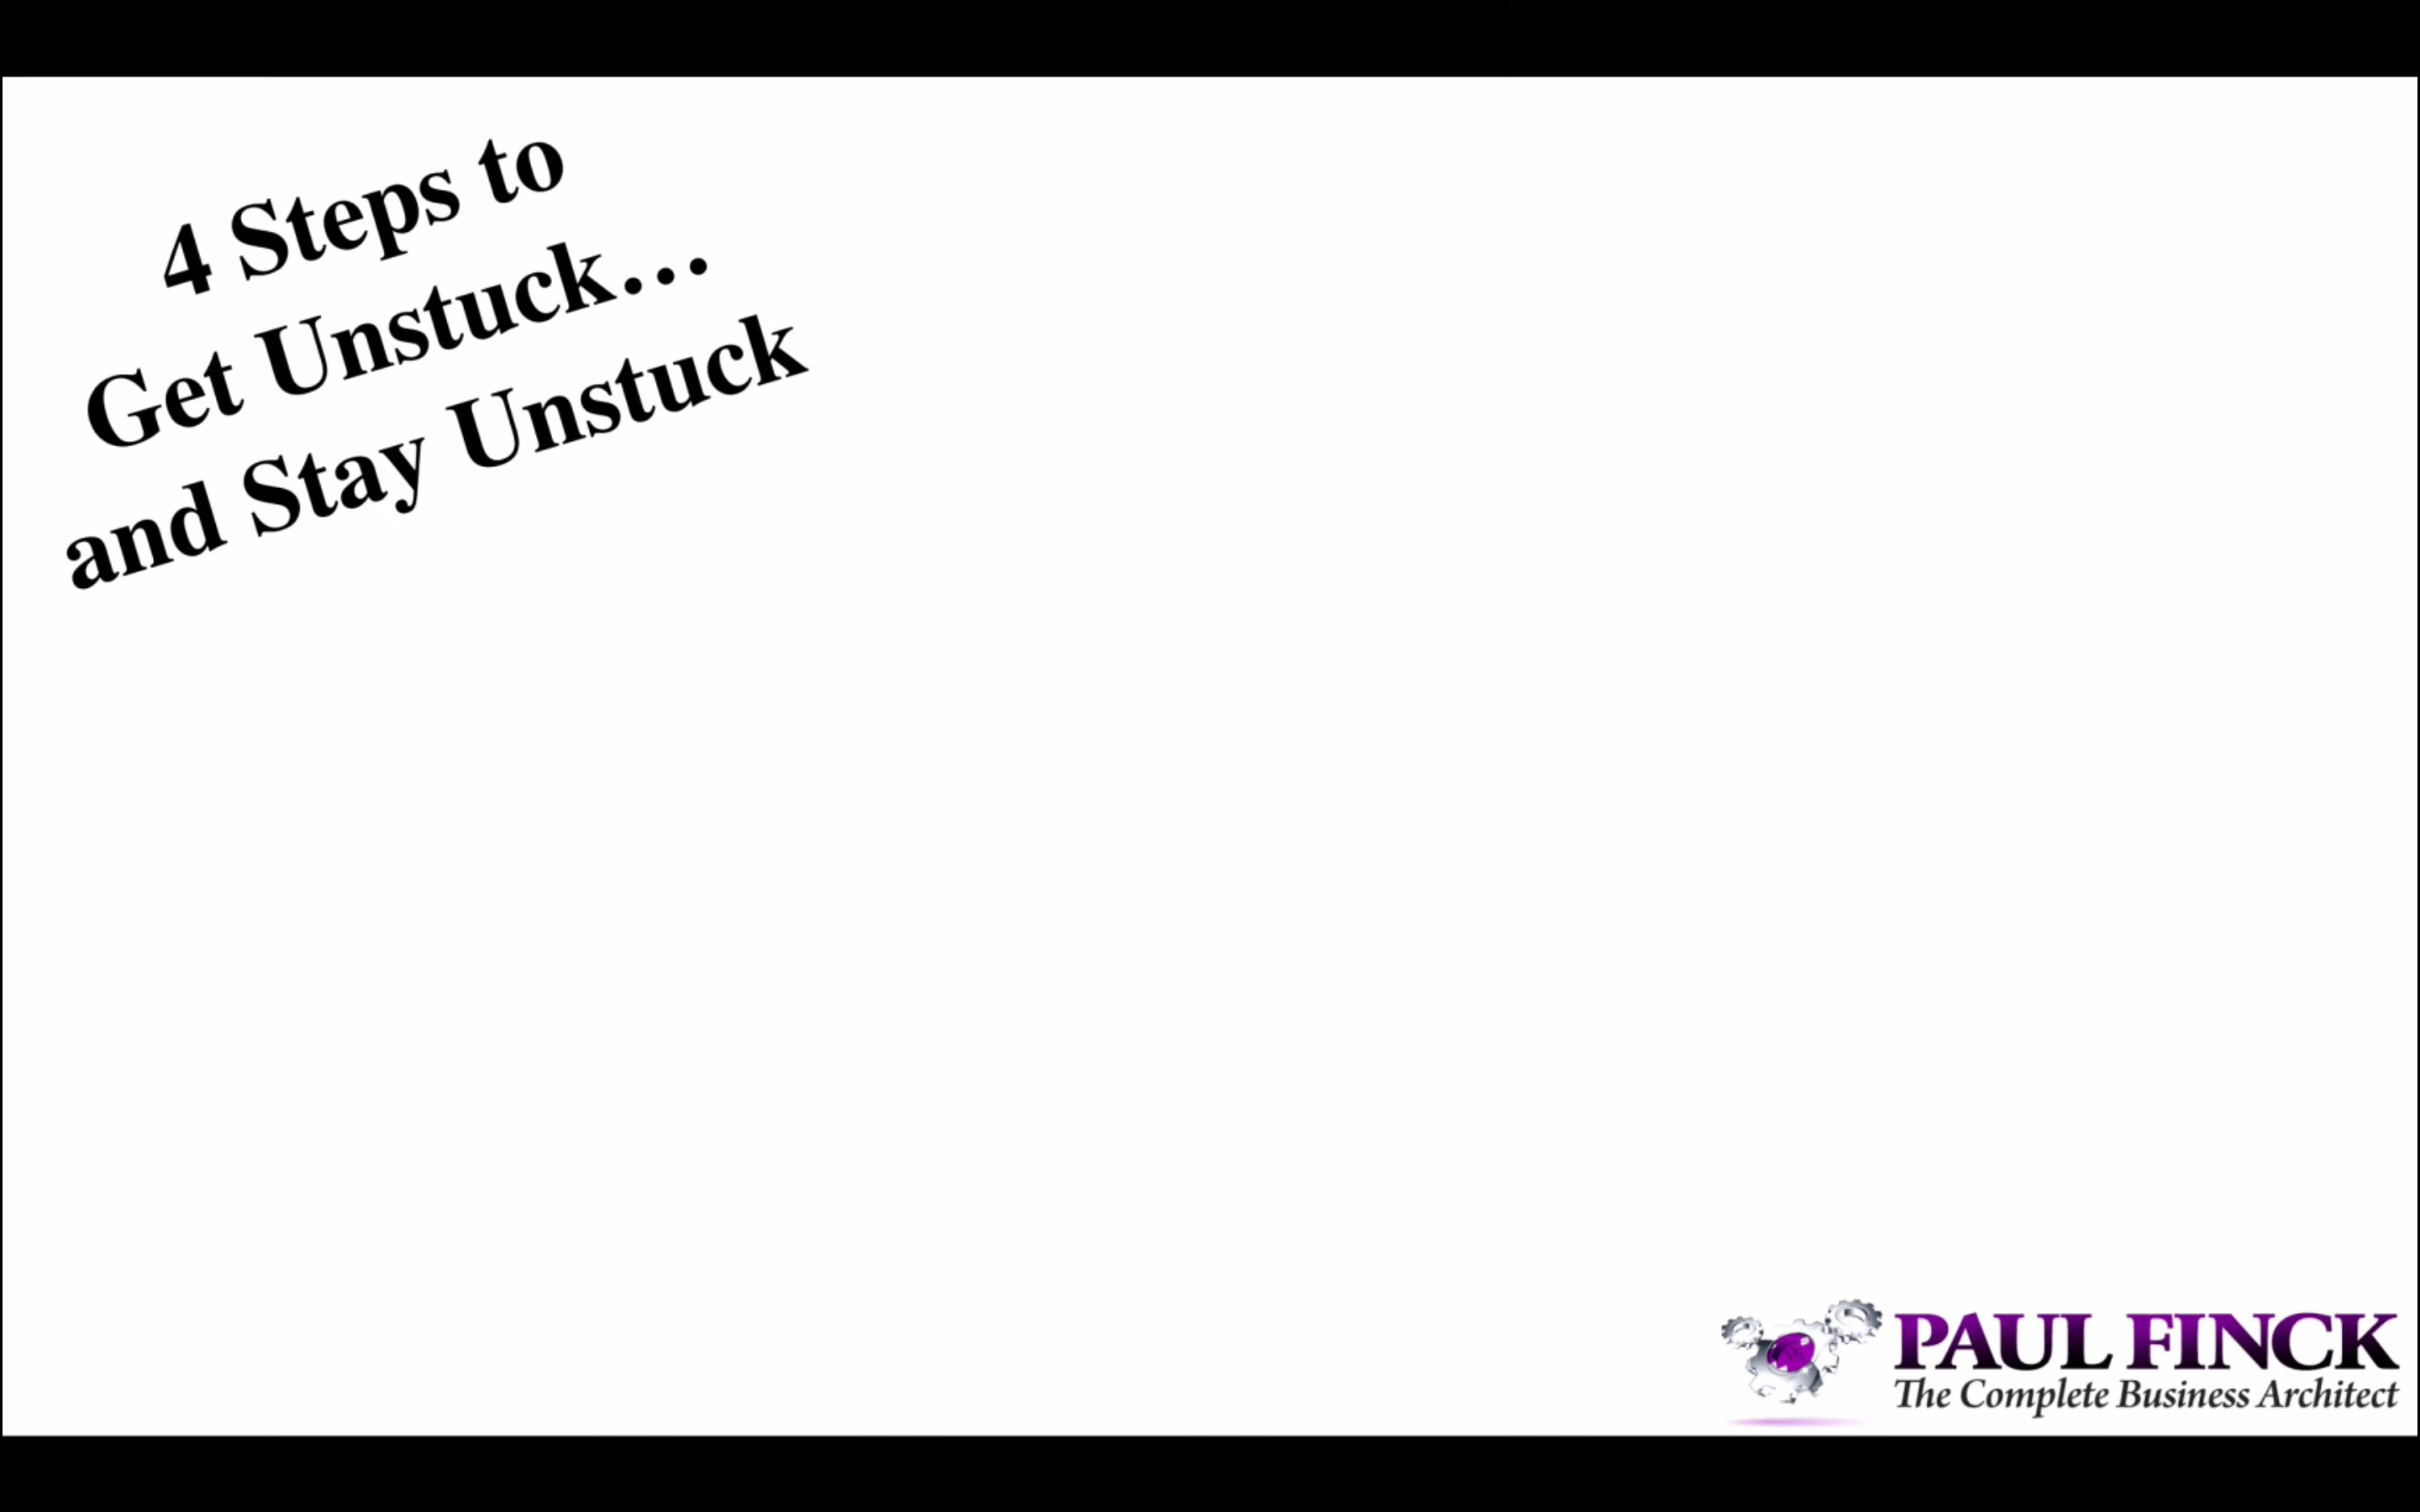 4 Steps to
Get Unstuck...
and Stay Unstuck
PAUL FINCK
The Complete Business Architect